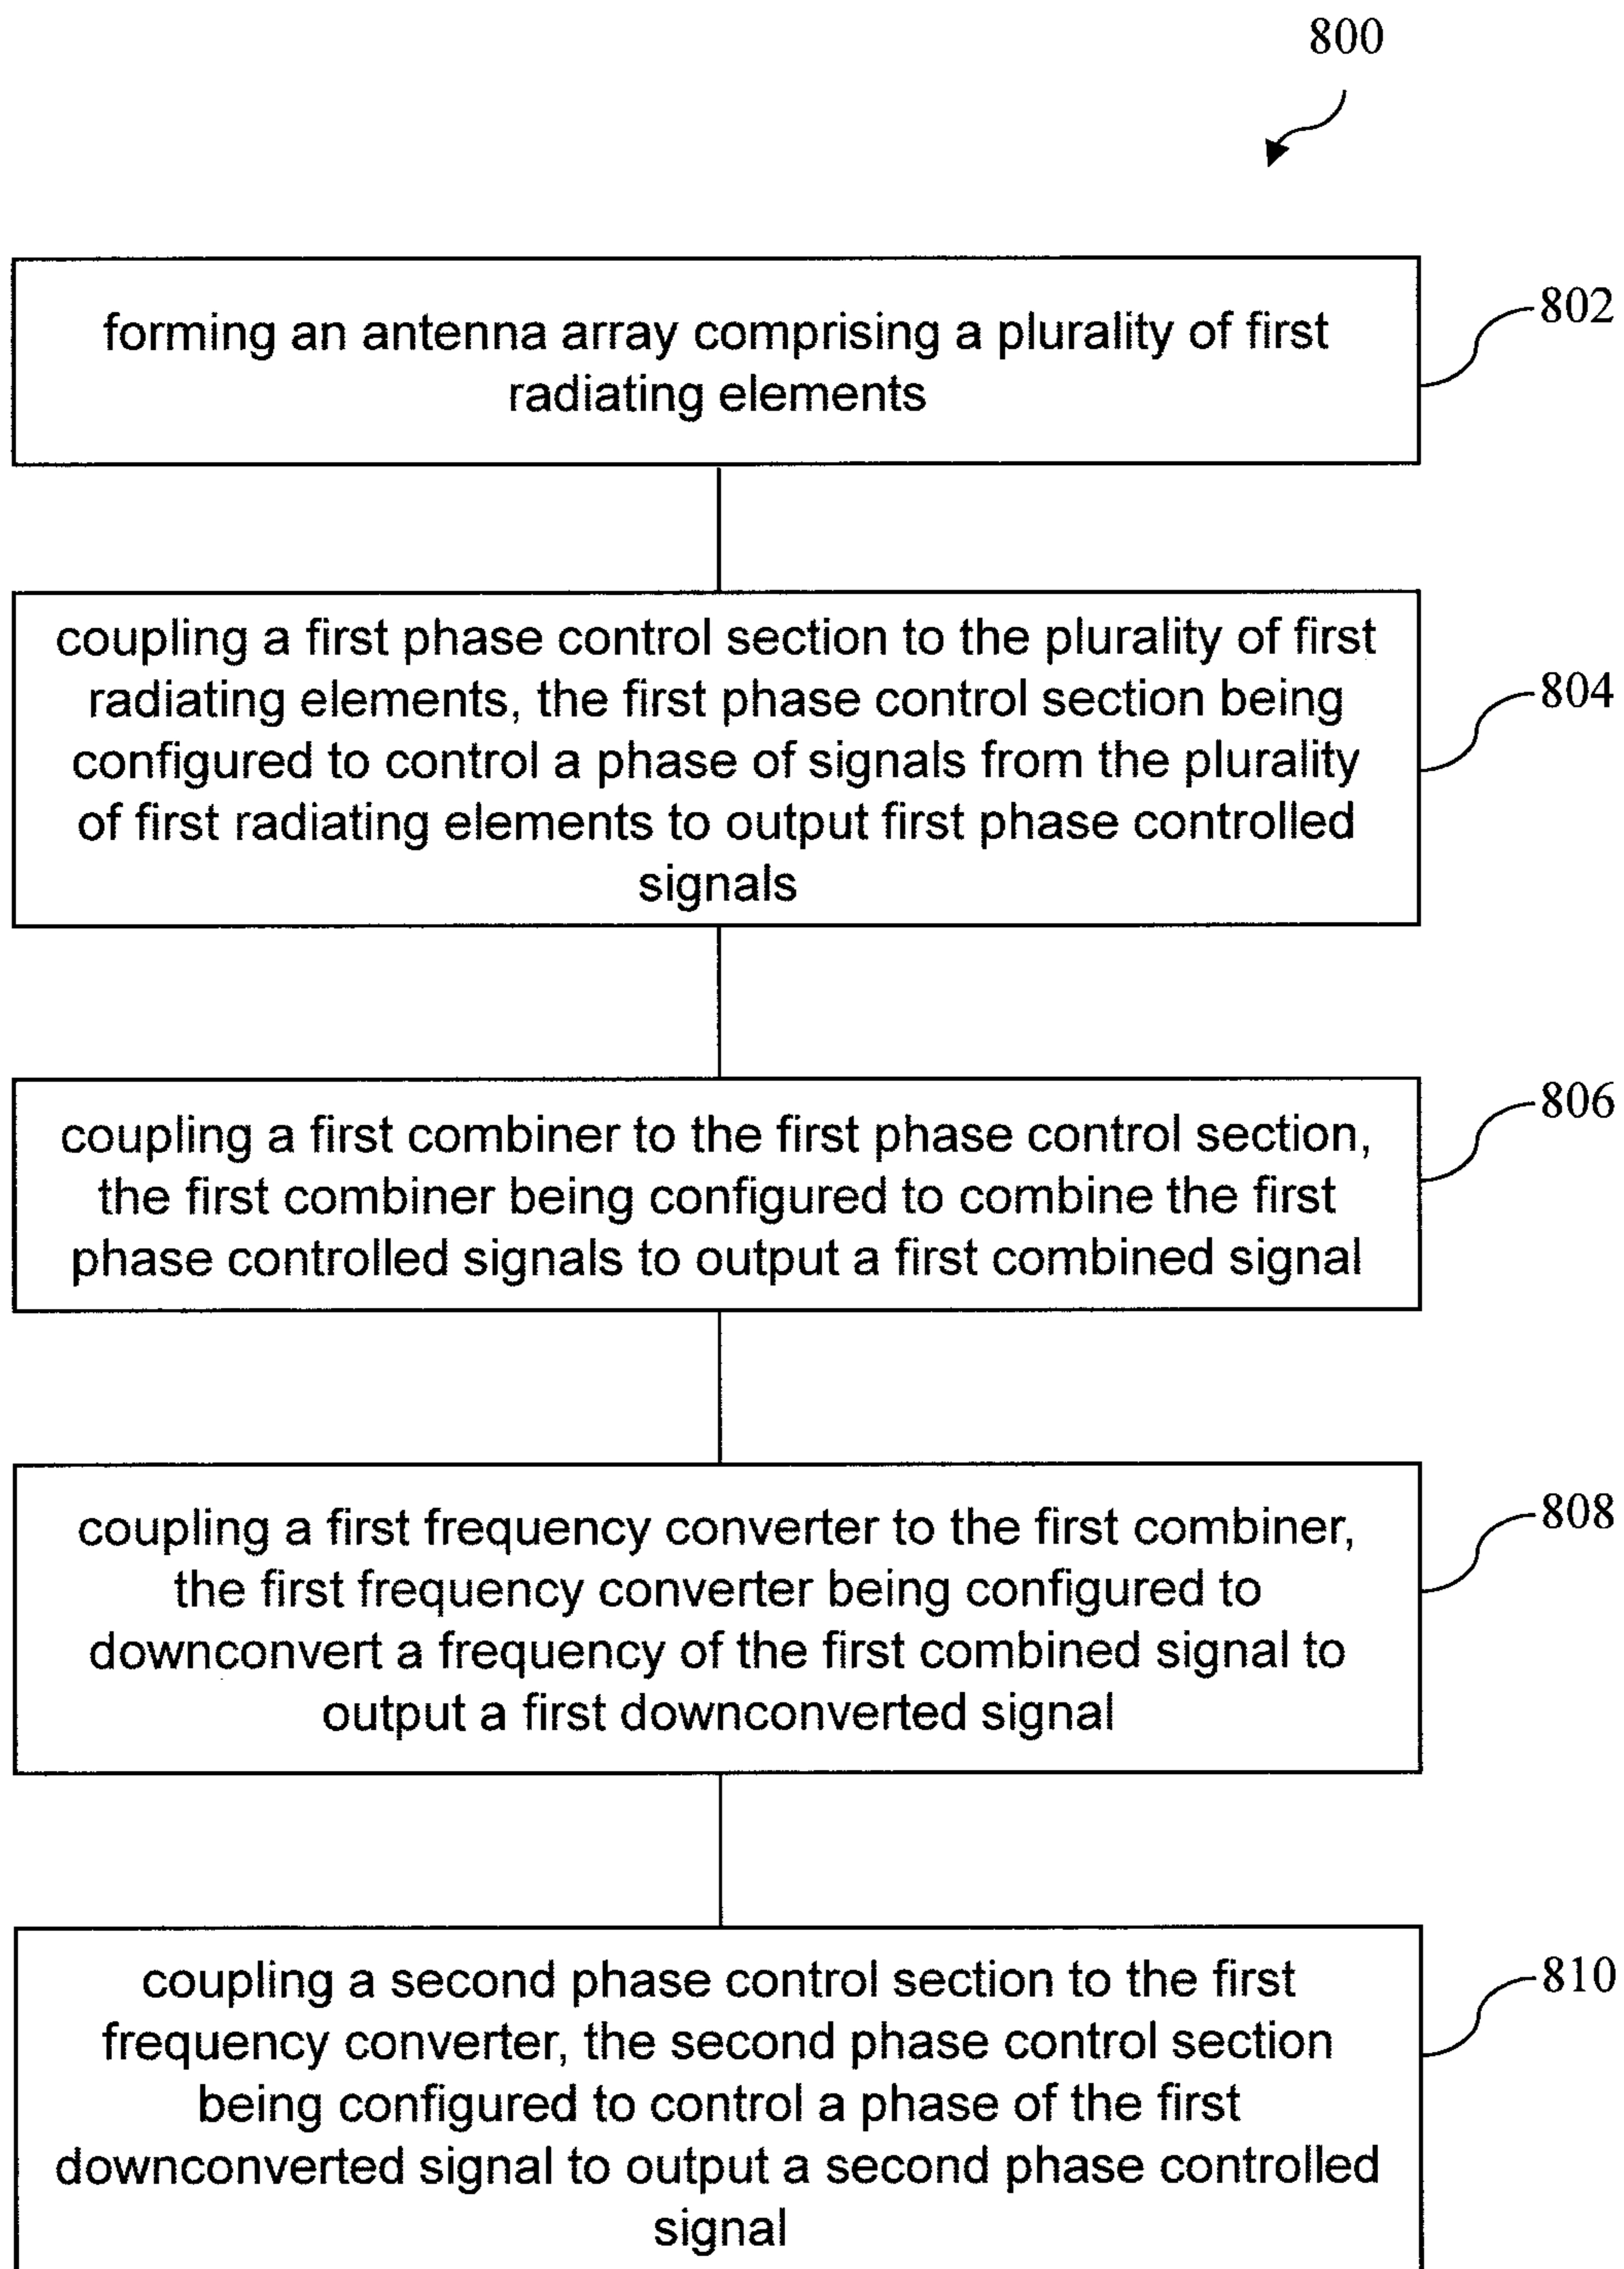 800
forming an antenna array comprising a plurality of first
radiating elements
802
coupling a first phase control section to the plurality of first
radiating elements, the first phase control section being
configured to control a phase of signals from the plurality
of first radiating elements to output first phase controlled
signals
804
coupling a first combiner to the first phase control section,
the first combiner being configured to combine the first
phase controlled signals to output a first combined signal
806
coupling a first frequency converter to the first combiner,
the first frequency converter being configured to
downconvert a frequency of the first combined signal to
output a first downconverted signal
808
coupling a second phase control section to the first
frequency converter, the second phase control section
being configured to control a phase of the first
downconverted signal to output a second phase controlled
signal
810